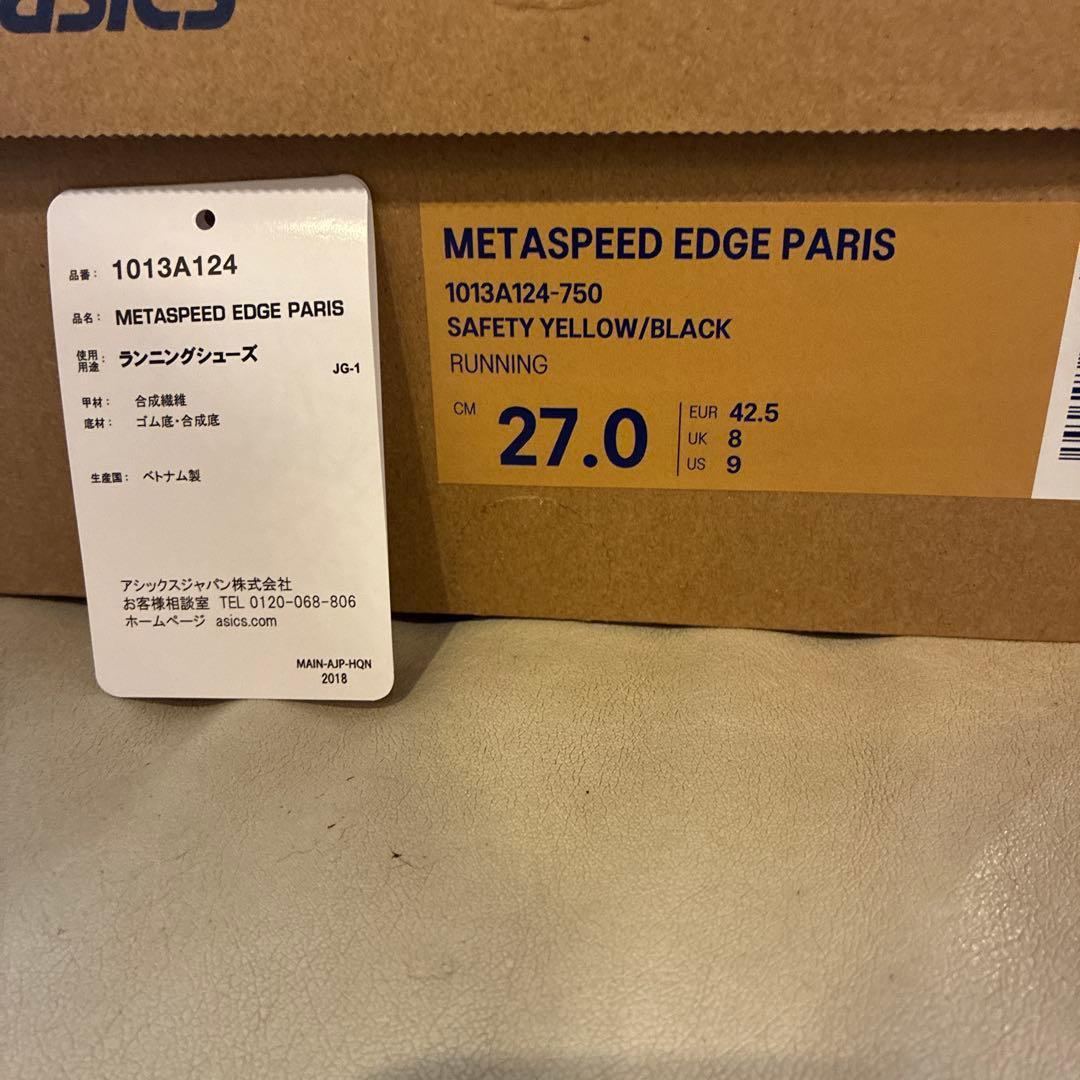 asics
品番: 1013A124
品名: METASPEED EDGE PARIS
使用用途: ランニングシューズ
JG-1
甲材: 合成繊維
底材: ゴム底・合成底
生産国: ベトナム製
アシックスジャパン株式会社
お客様相談室 TEL 0120-068-806
ホームページ asics.com
MAIN-AJP-HQN
2018
METASPEED EDGE PARIS
1013A124-750
SAFETY YELLOW/BLACK
RUNNING
CM 27.0
EUR 42.5
UK 8
US 9